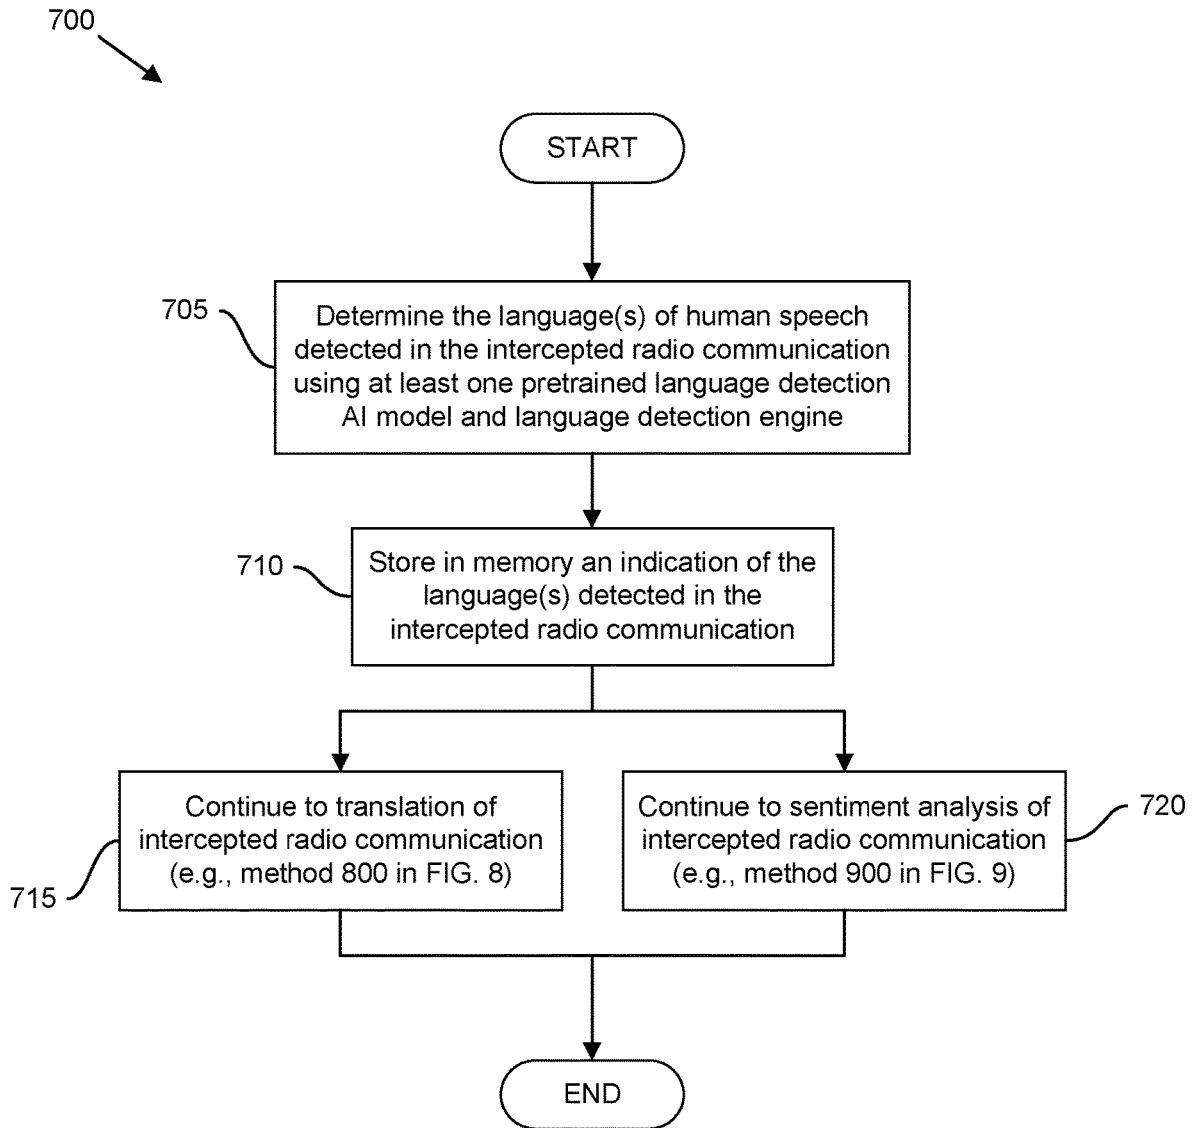 700
START
705
Determine the language(s) of human speech
detected in the intercepted radio communication
using at least one pretrained language detection
AI model and language detection engine
710
Store in memory an indication of the
language(s) detected in the
intercepted radio communication
Continue to translation of
intercepted radio communication
(e.g., method 800 in FIG. 8)
715
Continue to sentiment analysis of
intercepted radio communication
(e.g., method 900 in FIG. 9)
720
END